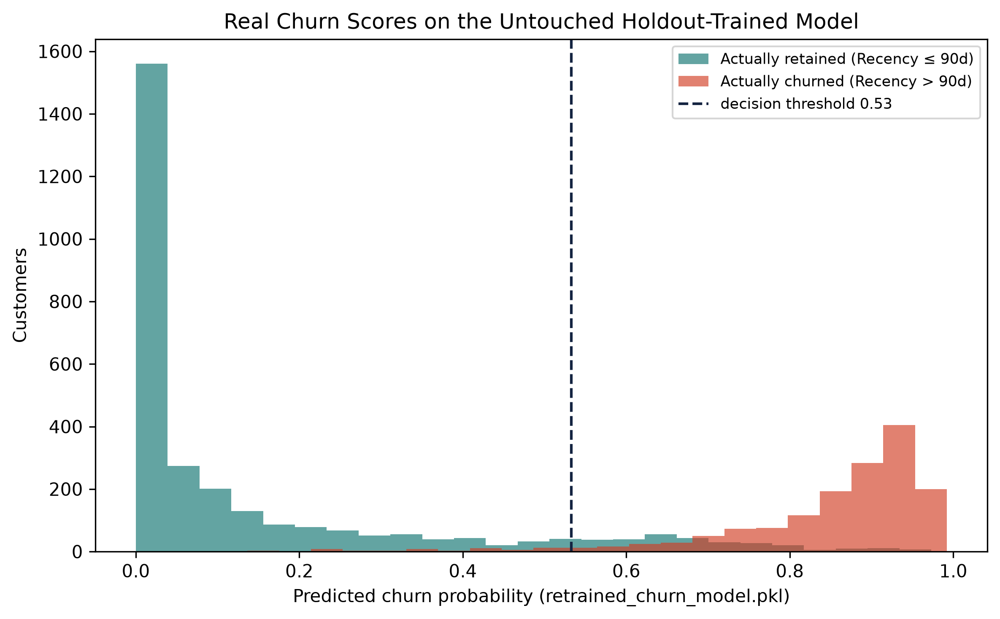 Real Churn Scores on the Untouched Holdout-Trained Model
Actually retained (Recency ≤ 90d)
Actually churned (Recency > 90d)
decision threshold 0.53
Customers
1600
1400
1200
1000
800
600
400
200
0
0.0 0.2 0.4 0.6 0.8 1.0
Predicted churn probability (retrained_churn_model.pkl)